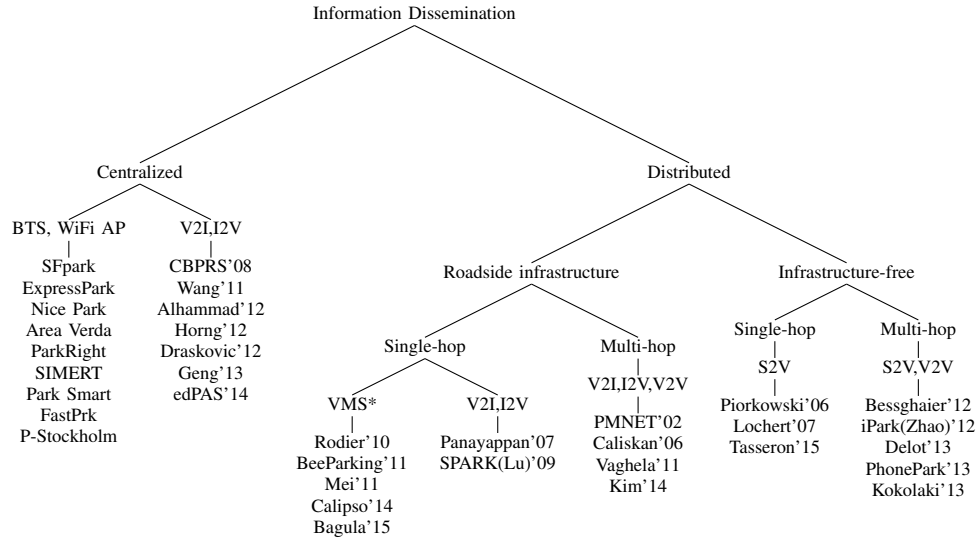 Information Dissemination
Centralized
Distributed
BTS, WiFi AP
V2I,I2V
SFpark
ExpressPark
Nice Park
Area Verda
ParkRight
SIMERT
Park Smart
FastPrk
P-Stockholm
CBPRS'08
Wang'11
Alhammad'12
Horng'12
Draskovic'12
Geng'13
edPAS'14
Roadside infrastructure
Infrastructure-free
Single-hop
Multi-hop
VMS*
Rodier'10
BeeParking'11
Mei'11
Calipso'14
Bagula'15
V2I,I2V
Panayappan'07
SPARK(Lu)'09
V2I,I2V,V2V
PMNET'02
Caliskan'06
Vaghela'11
Kim'14
Single-hop
Multi-hop
S2V
Piorkowski'06
Lochert'07
Tasseron'15
S2V,V2V
Bessghaier'12
iPark(Zhao)'12
Delot'13
PhonePark'13
Kokolaki'13